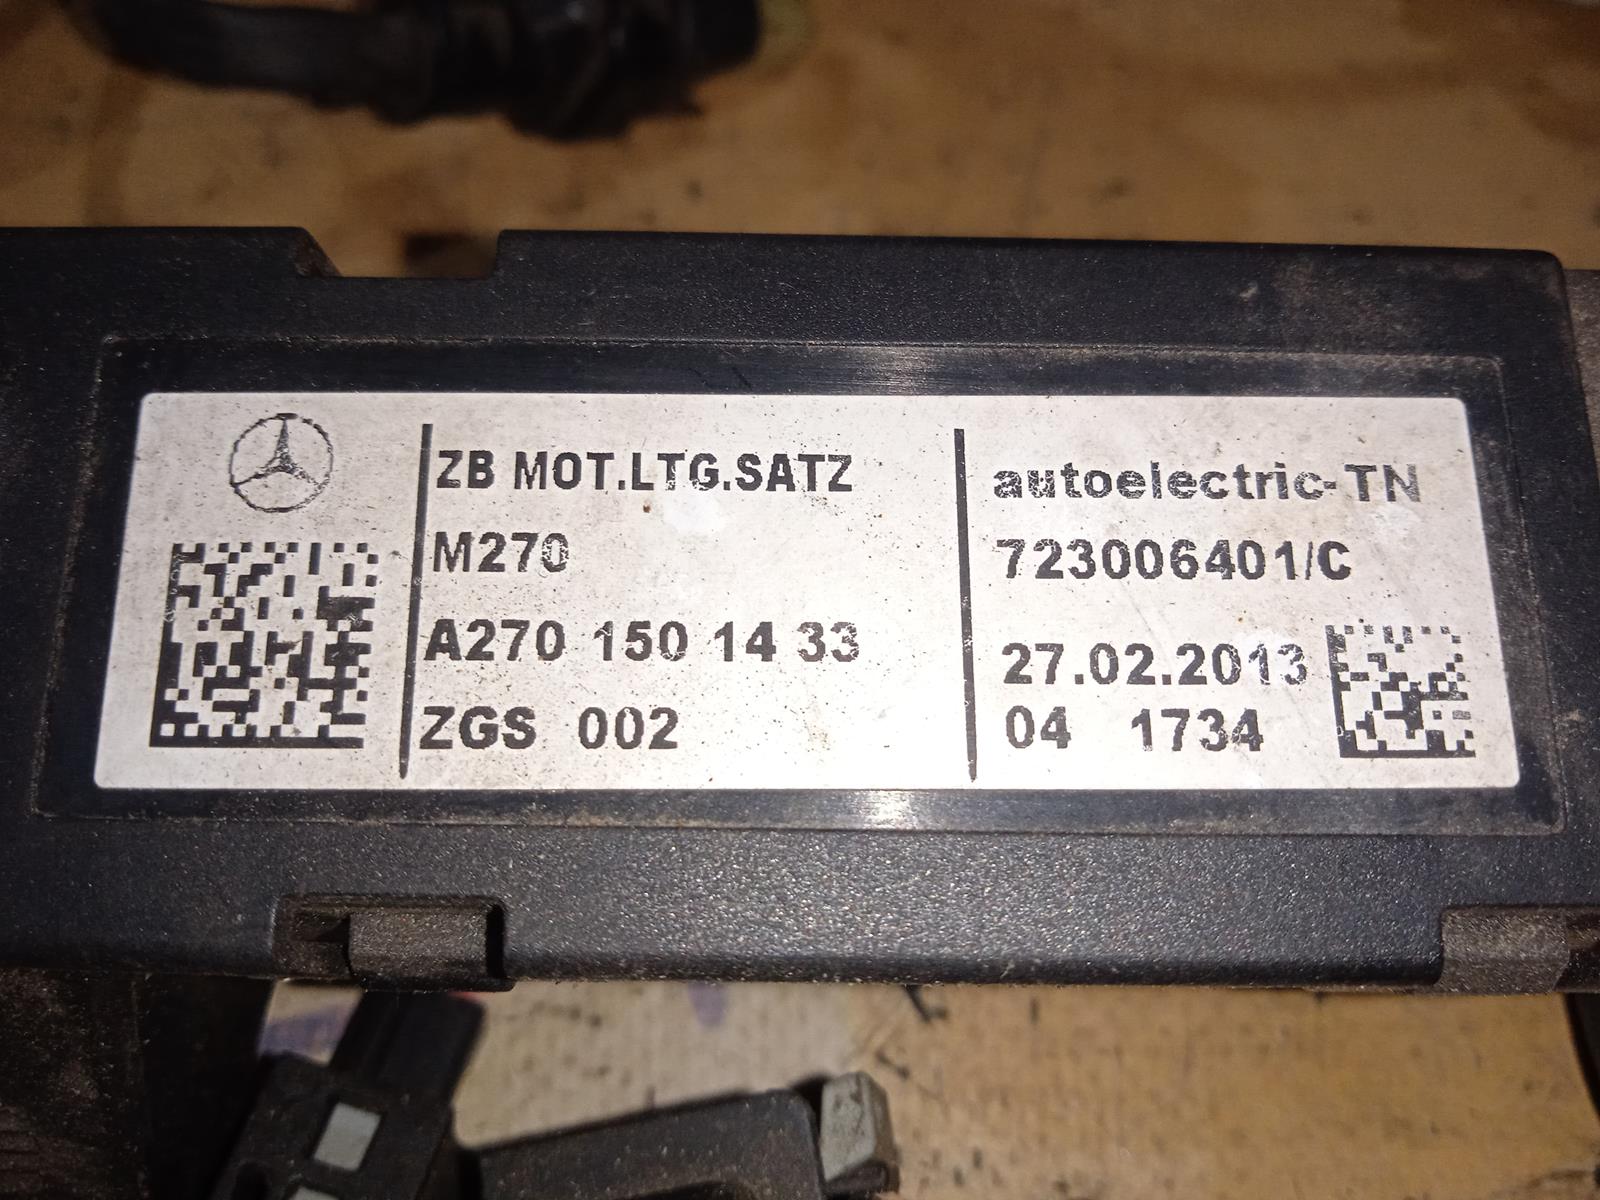 ZB MOT.LTG.SATZ
M270
A270 150 14 33
ZGS 002
autoelectric-TN
723006401/C
27.02.2013
04 1734